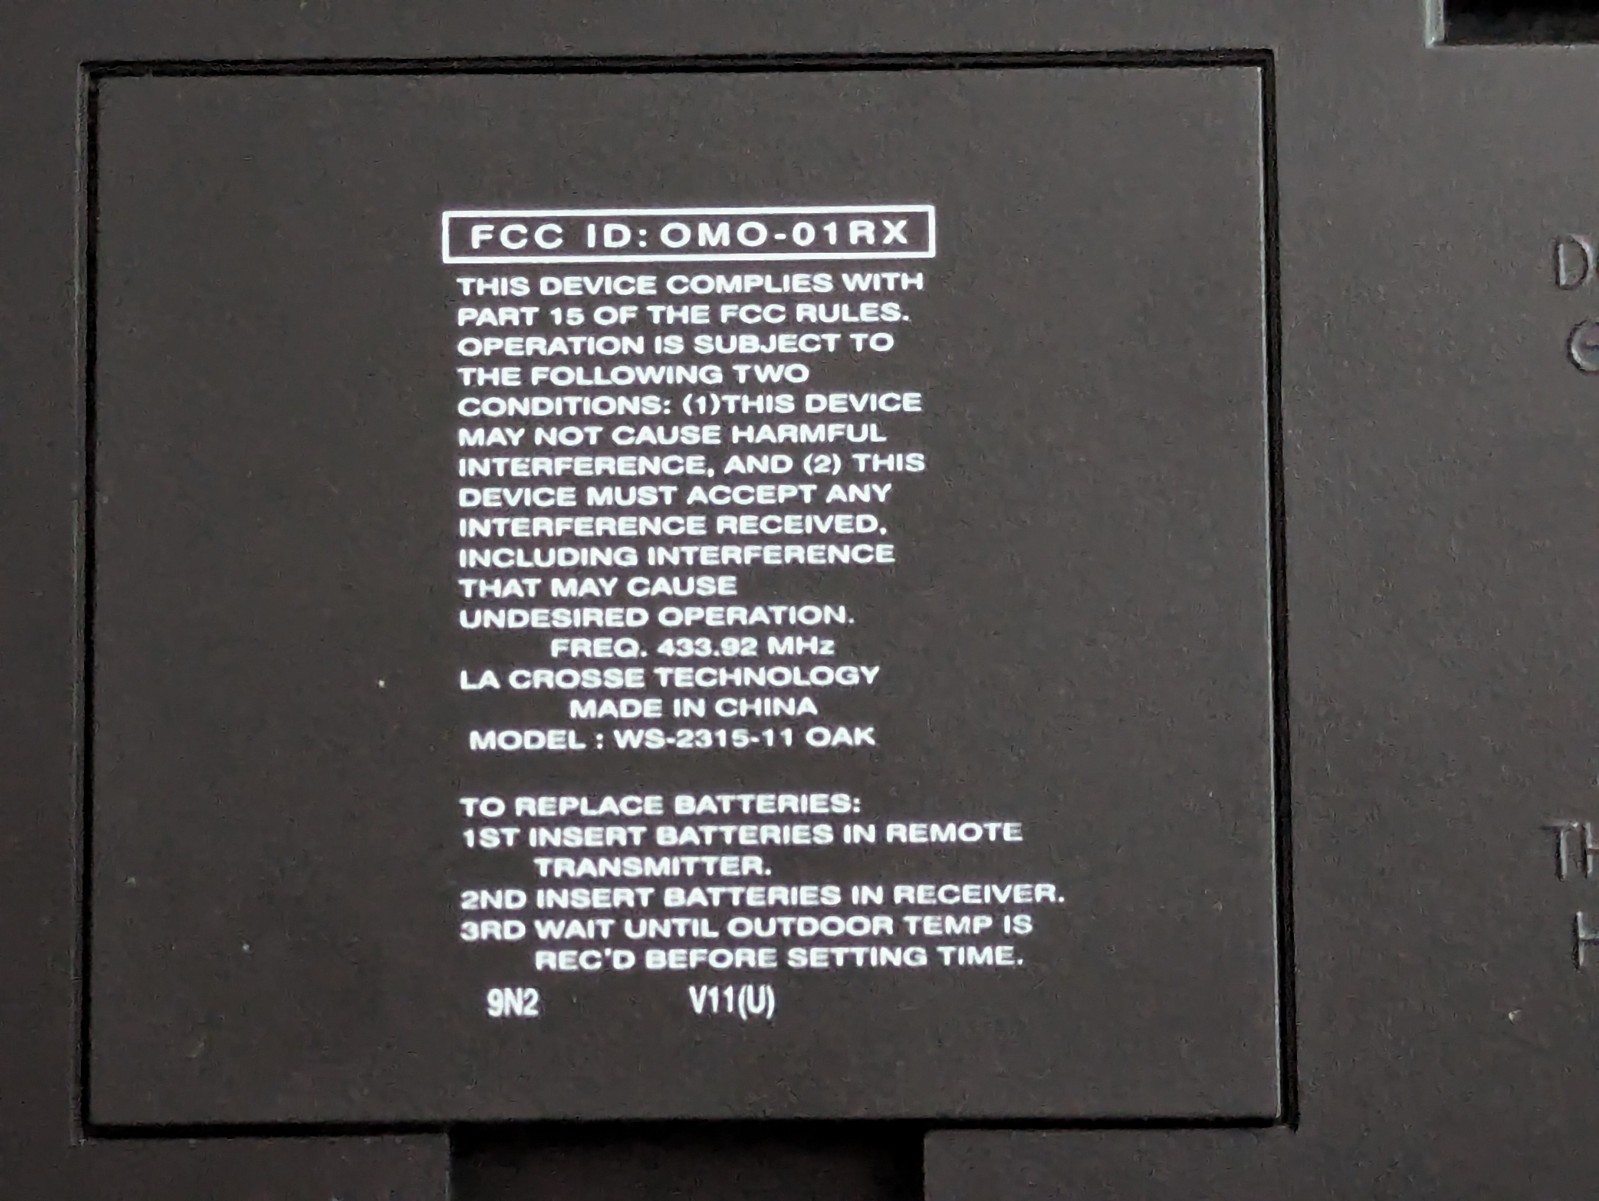 FCC ID: OMO-01RX
THIS DEVICE COMPLIES WITH
PART 15 OF THE FCC RULES.
OPERATION IS SUBJECT TO
THE FOLLOWING TWO
CONDITIONS: (1)THIS DEVICE
MAY NOT CAUSE HARMFUL
INTERFERENCE, AND (2) THIS
DEVICE MUST ACCEPT ANY
INTERFERENCE RECEIVED.
INCLUDING INTERFERENCE
THAT MAY CAUSE
UNDESIRED OPERATION.
FREQ. 433.92 MHz
LA CROSSE TECHNOLOGY
MADE IN CHINA
MODEL : WS-2315-11 OAK
TO REPLACE BATTERIES:
1ST INSERT BATTERIES IN REMOTE
TRANSMITTER.
2ND INSERT BATTERIES IN RECEIVER.
3RD WAIT UNTIL OUTDOOR TEMP IS
REC'D BEFORE SETTING TIME.
9N2 V11(U)